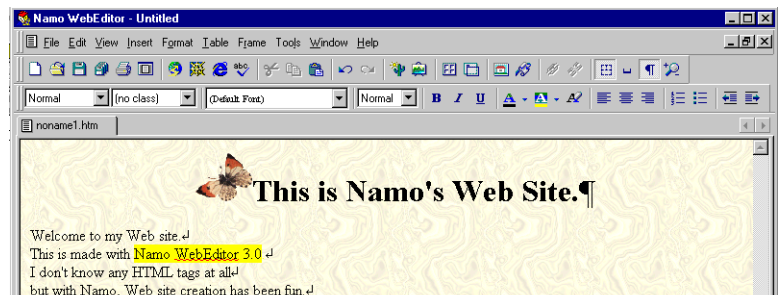 Namo WebEditor - Untitled
File Edit View Insert Format Table Frame Tools Window Help
abc
Normal (no class) (Default Font) Normal B I U A A A
noname1.htm
This is Namo's Web Site.¶
Welcome to my Web site.↵
This is made with Namo WebEditor 3.0 ↵
I don't know any HTML tags at all↵
but with Namo, Web site creation has been fun.↵